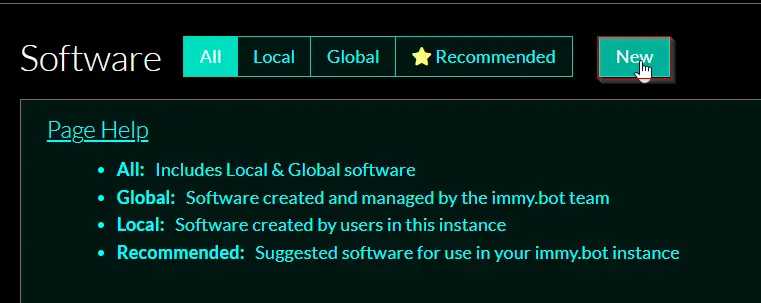 Software All Local Global Recommended New
Page Help
All: Includes Local & Global software
Global: Software created and managed by the immy.bot team
Local: Software created by users in this instance
Recommended: Suggested software for use in your immy.bot instance